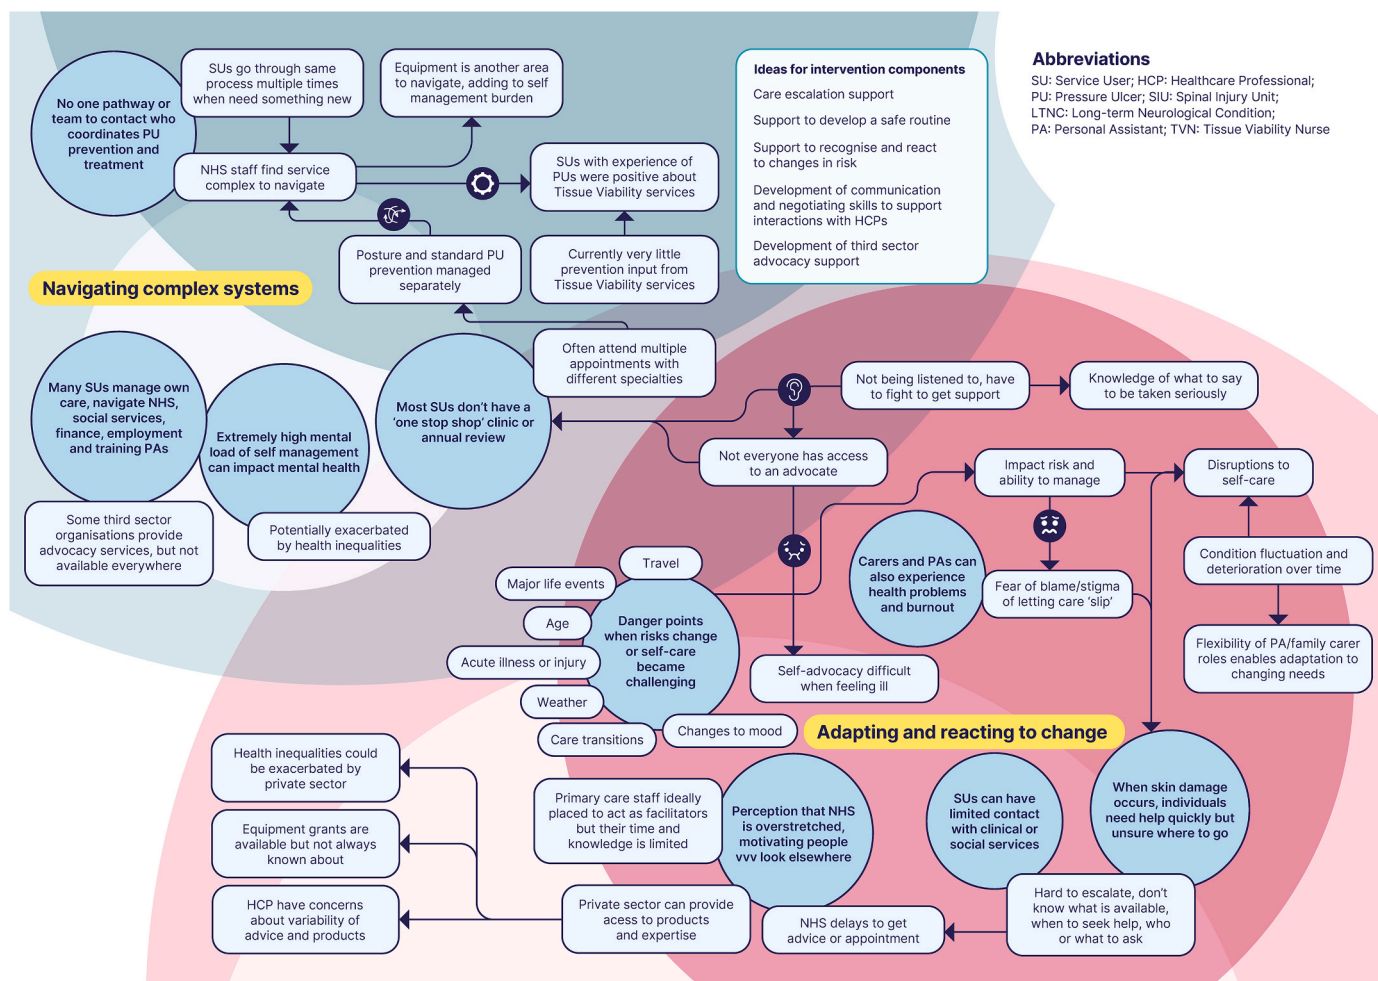 No one pathway or
team to contact who
coordinates PU
prevention and
treatment
SUs go through same
process multiple times
when need something new
Equipment is another area
to navigate, adding to self
management burden
NHS staff find service
complex to navigate
SUs with experience of
PUs were positive about
Tissue Viability services
Posture and standard PU
prevention managed
separately
Currently very little
prevention input from
Tissue Viability services
Ideas for intervention components
Care escalation support
Support to develop a safe routine
Support to recognise and react
to changes in risk
Development of communication
and negotiating skills to support
interactions with HCPs
Development of third sector
advocacy support
Abbreviations
SU: Service User; HCP: Healthcare Professional;
PU: Pressure Ulcer; SIU: Spinal Injury Unit;
LTNC: Long-term Neurological Condition;
PA: Personal Assistant; TVN: Tissue Viability Nurse
Navigating complex systems
Many SUs manage own
care, navigate NHS,
social services,
finance, employment
and training PAs
Extremely high mental
load of self management
can impact mental health
Most SUs don't have a
'one stop shop' clinic or
annual review
Often attend multiple
appointments with
different specialties
Some third sector
organisations provide
advocacy services, but not
available everywhere
Potentially exacerbated
by health inequalities
Not being listened to, have
to fight to get support
Knowledge of what to say
to be taken seriously
Not everyone has access
to an advocate
Impact risk and
ability to manage
Disruptions to
self-care
Carers and PAs can
also experience
health problems
and burnout
Fear of blame/stigma
of letting care 'slip'
Condition fluctuation and
deterioration over time
Flexibility of PA/family carer
roles enables adaptation to
changing needs
Travel
Major life events
Age
Acute illness or injury
Weather
Care transitions
Changes to mood
Danger points
when risks change
or self-care
became
challenging
Self-advocacy difficult
when feeling ill
Adapting and reacting to change
Health inequalities could
be exacerbated by
private sector
Equipment grants are
available but not always
known about
HCP have concerns
about variability of
advice and products
Primary care staff ideally
placed to act as facilitators
but their time and
knowledge is limited
Private sector can provide
acess to products
and expertise
Perception that NHS
is overstretched,
motivating people
vvv look elsewhere
NHS delays to get
advice or appointment
SUs can have
limited contact
with clinical or
social services
When skin damage
occurs, individuals
need help quickly but
unsure where to go
Hard to escalate, don't
know what is available,
when to seek help, who
or what to ask